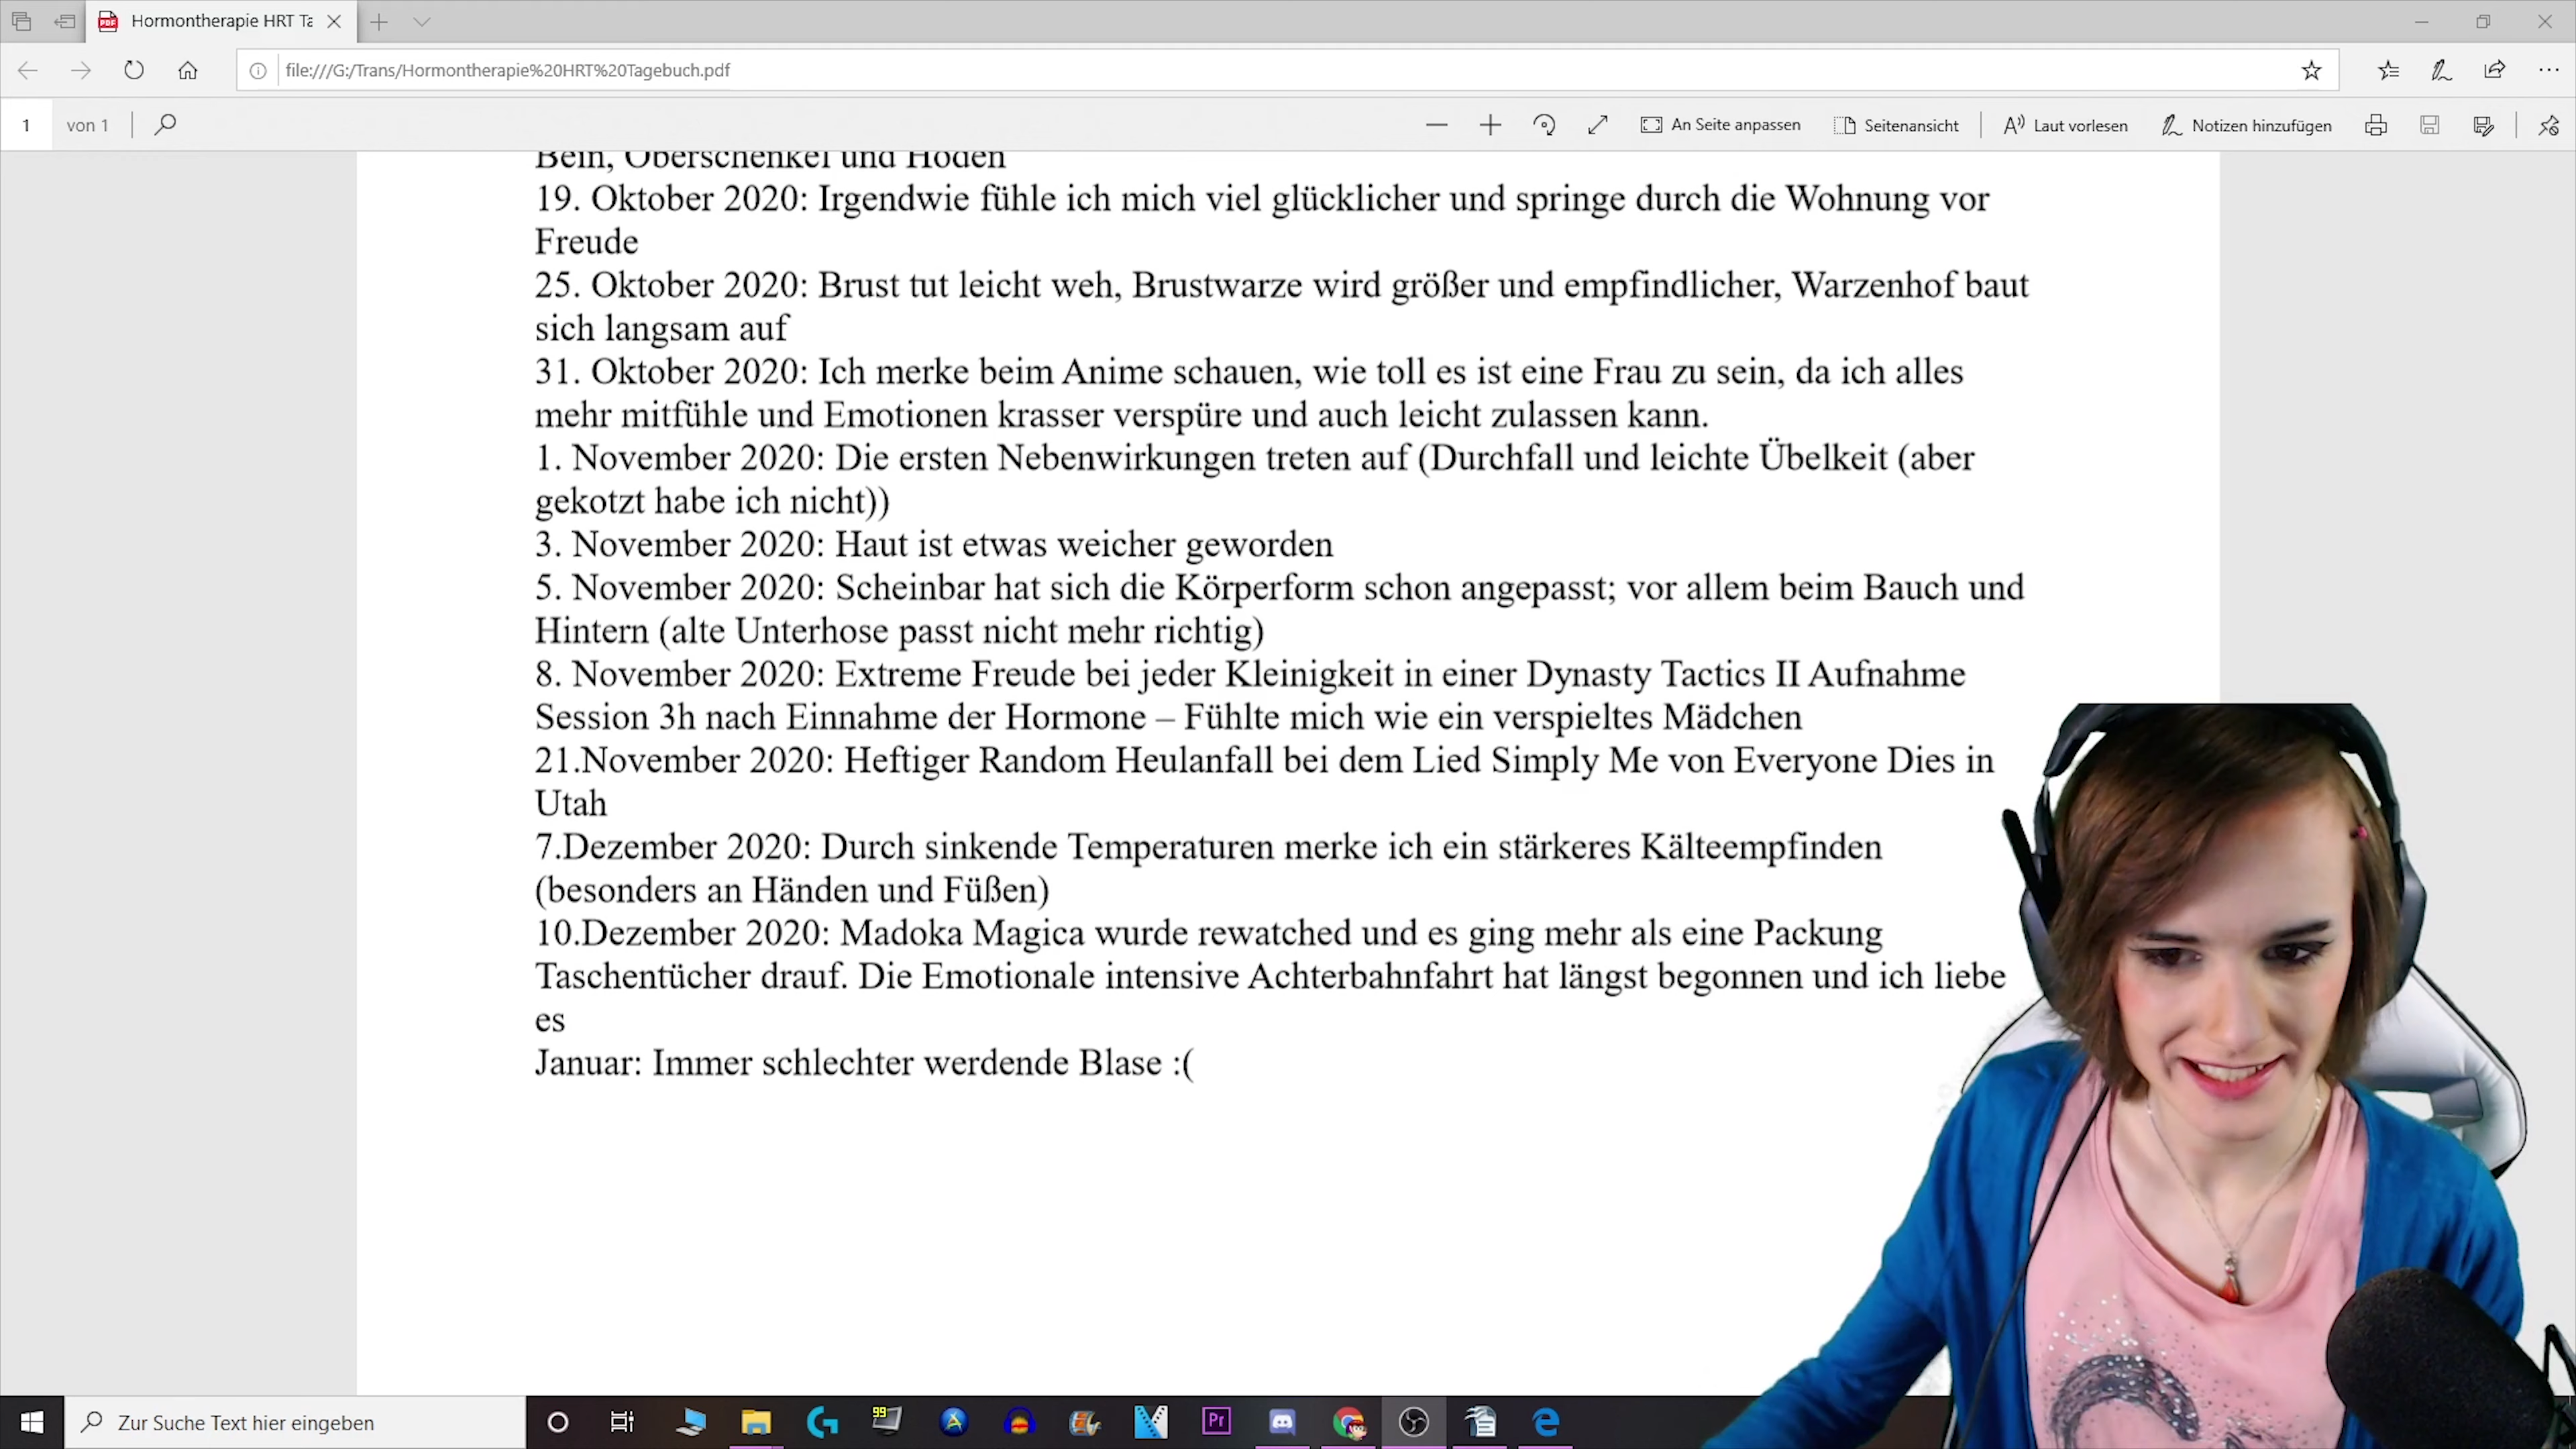 Hormontherapie HRT Ta
file:///G:/Trans/Hormontherapie%20HRT%20Tagebuch.pdf
1 von 1 An Seite anpassen Seitenansicht Laut vorlesen Notizen hinzufügen
Bein, Oberschenkel und Hoden
19. Oktober 2020: Irgendwie fühle ich mich viel glücklicher und springe durch die Wohnung vor
Freude
25. Oktober 2020: Brust tut leicht weh, Brustwarze wird größer und empfindlicher, Warzenhof baut
sich langsam auf
31. Oktober 2020: Ich merke beim Anime schauen, wie toll es ist eine Frau zu sein, da ich alles
mehr mitfühle und Emotionen krasser verspüre und auch leicht zulassen kann.
1. November 2020: Die ersten Nebenwirkungen treten auf (Durchfall und leichte Übelkeit (aber
gekotzt habe ich nicht))
3. November 2020: Haut ist etwas weicher geworden
5. November 2020: Scheinbar hat sich die Körperform schon angepasst; vor allem beim Bauch und
Hintern (alte Unterhose passt nicht mehr richtig)
8. November 2020: Extreme Freude bei jeder Kleinigkeit in einer Dynasty Tactics II Aufnahme
Session 3h nach Einnahme der Hormone – Fühlte mich wie ein verspieltes Mädchen
21.November 2020: Heftiger Random Heulanfall bei dem Lied Simply Me von Everyone Dies in
Utah
7.Dezember 2020: Durch sinkende Temperaturen merke ich ein stärkeres Kälteempfinden
(besonders an Händen und Füßen)
10.Dezember 2020: Madoka Magica wurde rewatched und es ging mehr als eine Packung
Taschentücher drauf. Die Emotionale intensive Achterbahnfahrt hat längst begonnen und ich liebe
es
Januar: Immer schlechter werdende Blase :(
Zur Suche Text hier eingeben 99 Pr